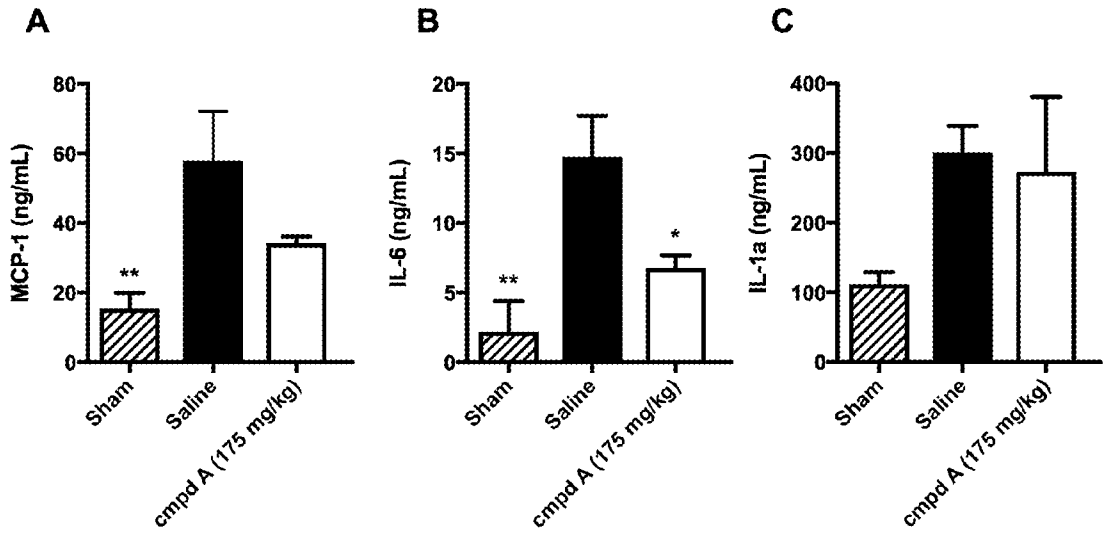 A
MCP-1 (ng/mL)
80
60
40
20
0
**
Sham
Saline
cmpd A (175 mg/kg)
B
IL-6 (ng/mL)
20
15
10
5
0
**
*
Sham
Saline
cmpd A (175 mg/kg)
C
IL-1a (ng/mL)
400
300
200
100
0
Sham
Saline
cmpd A (175 mg/kg)